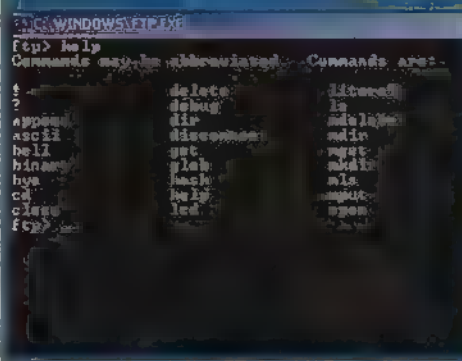 C:\WINDOWS\FTP.EXE
ftp> help
Commands may be abbreviated. Commands are:
! delete literal
? debug ls
append dir mdelete
ascii disconnect mdir
bell get mget
binary glob mkdir
bye hash mls
cd help mput
close lcd open
ftp>